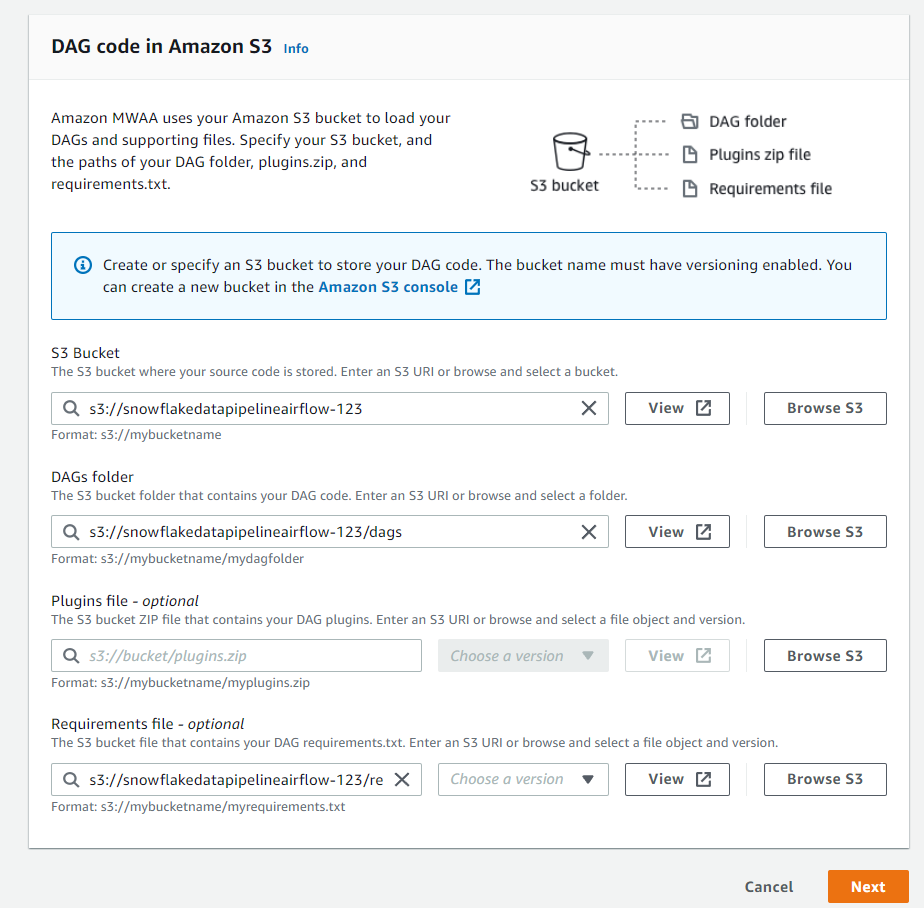 DAG code in Amazon S3 Info
Amazon MWAA uses your Amazon S3 bucket to load your
DAGs and supporting files. Specify your S3 bucket, and
the paths of your DAG folder, plugins.zip, and
requirements.txt.
S3 bucket
DAG folder
Plugins zip file
Requirements file
Create or specify an S3 bucket to store your DAG code. The bucket name must have versioning enabled. You
can create a new bucket in the Amazon S3 console
S3 Bucket
The S3 bucket where your source code is stored. Enter an S3 URI or browse and select a bucket.
s3://snowflakedatapipelineairflow-123 View Browse S3
Format: s3://mybucketname
DAGs folder
The S3 bucket folder that contains your DAG code. Enter an S3 URI or browse and select a folder.
s3://snowflakedatapipelineairflow-123/dags View Browse S3
Format: s3://mybucketname/mydagfolder
Plugins file - optional
The S3 bucket ZIP file that contains your DAG plugins. Enter an S3 URI or browse and select a file object and version.
s3://bucket/plugins.zip Choose a version View Browse S3
Format: s3://mybucketname/myplugins.zip
Requirements file - optional
The S3 bucket file that contains your DAG requirements.txt. Enter an S3 URI or browse and select a file object and version.
s3://snowflakedatapipelineairflow-123/re Choose a version View Browse S3
Format: s3://mybucketname/myrequirements.txt
Cancel Next